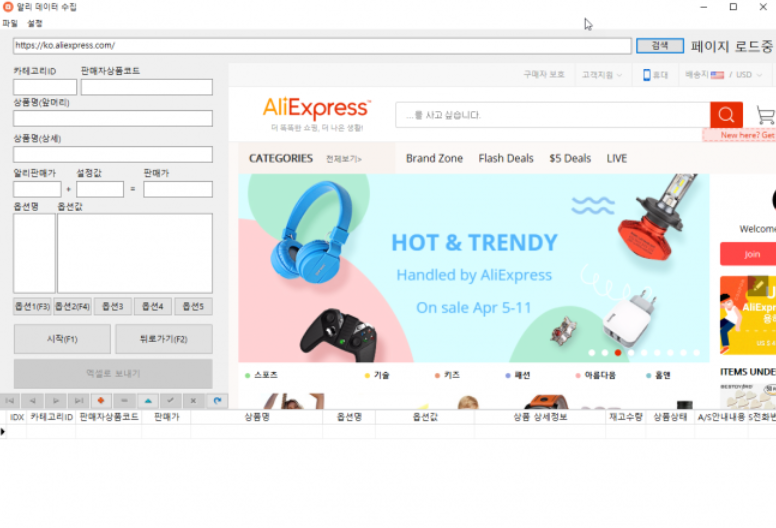 알리 데이터 수집
파일 설정
https://ko.aliexpress.com/ 검색 페이지 로드중
카테고리ID 판매자상품코드
상품명(앞머리)
상품명(상세)
알리판매가 설정값 판매가
+ =
옵션명 옵션값
옵션1(F3) 옵션2(F4) 옵션3 옵션4 옵션5
시작(F1) 뒤로가기(F2)
엑셀로 보내기
구매자 보호 고객지원 휴대 배송지 / USD
AliExpress
더 똑똑한 쇼핑, 더 나은 생활!
...를 사고 싶습니다.
New here? Get
CATEGORIES 전체보기> Brand Zone Flash Deals $5 Deals LIVE
HOT & TRENDY
Handled by AliExpress
On sale Apr 5-11
Welcome
Join
AliExpr
US $ 4
스포츠 기술 키즈 패션 아름다움 홈앤
ITEMS UNDE
IDX 카테고리ID 판매자상품코드 판매가 상품명 옵션명 옵션값 상품 상세정보 재고수량 상품상태 A/S안내내용 S전화번